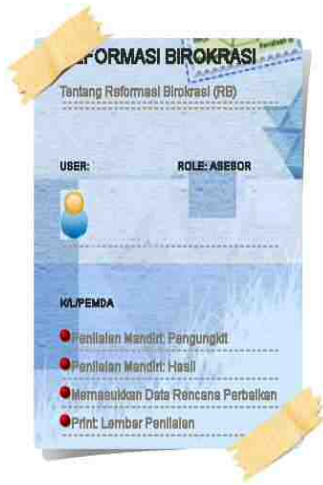 REFORMASI BIROKRASI
Tentang Reformasi Birokrasi (RB)
USER: ROLE: ASESOR
K/L/PEMDA
Penilaian Mandiri: Pengungkit
Penilaian Mandiri: Hasil
Memasukkan Data Rencana Perbaikan
Print: Lembar Penilaian